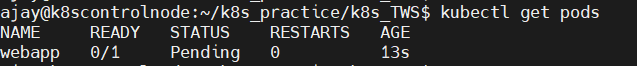 ajay@k8scontrolnode:~/k8s_practice/k8s_TWS$ kubectl get pods
NAME READY STATUS RESTARTS AGE
webapp 0/1 Pending 0 13s